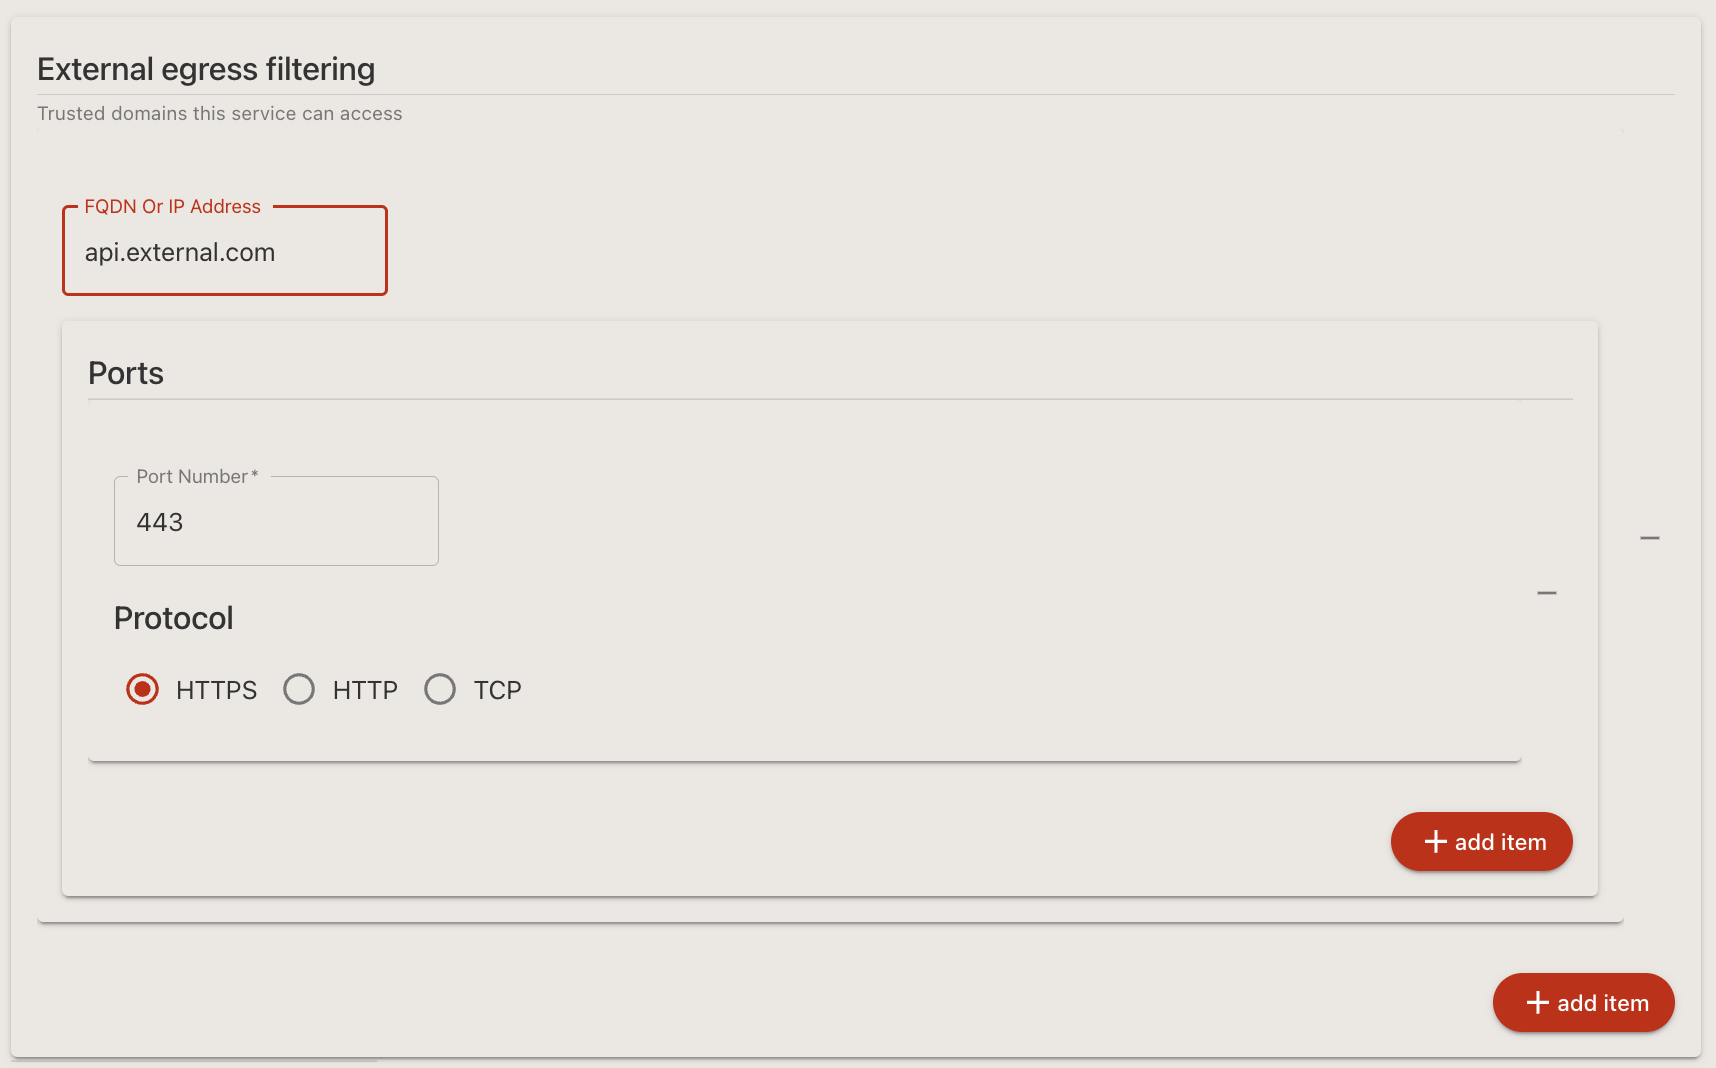 External egress filtering
Trusted domains this service can access
FQDN Or IP Address
api.external.com
Ports
Port Number*
443
Protocol
HTTPS HTTP TCP
add item
add item